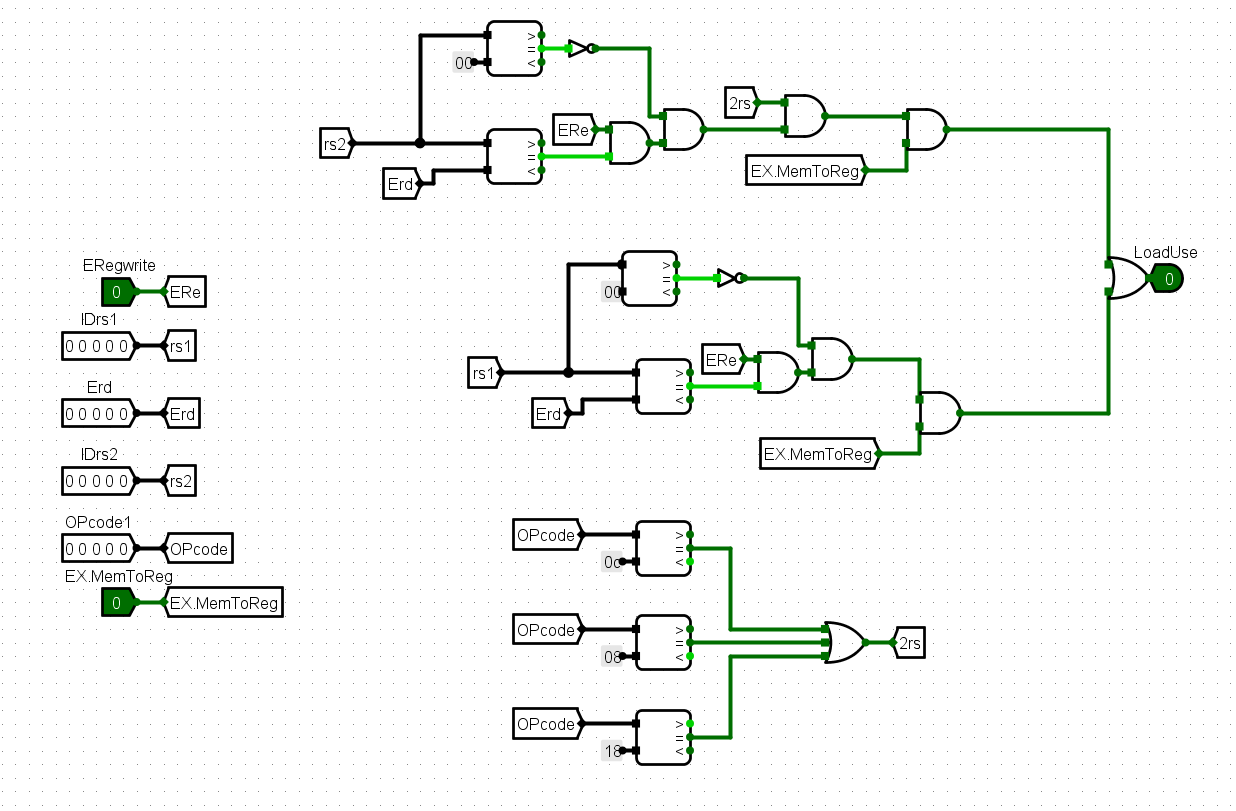 > = <
00
2rs
ERe
rs2
> = <
EX.MemToReg
Erd
ERegwrite
0
ERe
IDrs1
0 0 0 0 0
rs1
Erd
0 0 0 0 0
Erd
IDrs2
0 0 0 0 0
rs2
OPcode1
0 0 0 0 0
OPcode
EX.MemToReg
0
EX.MemToReg
> = <
00
LoadUse
0
ERe
rs1
> = <
Erd
EX.MemToReg
OPcode
> = <
0c
OPcode
> = <
08
2rs
OPcode
> = <
18